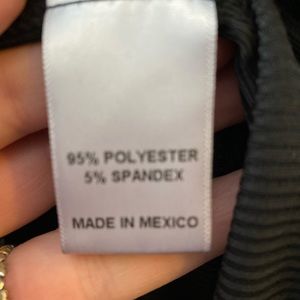 95% POLYESTER
5% SPANDEX
MADE IN MEXICO